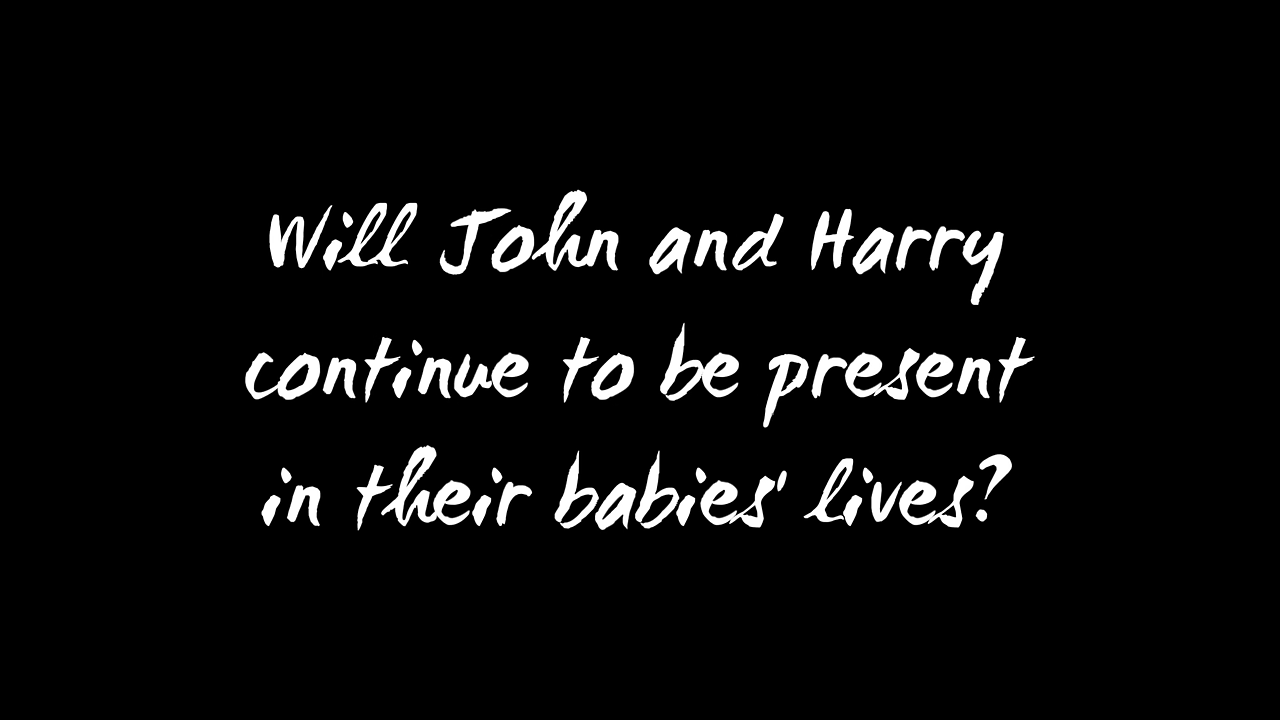 Will John and Harry
continue to be present
in their babies' lives?